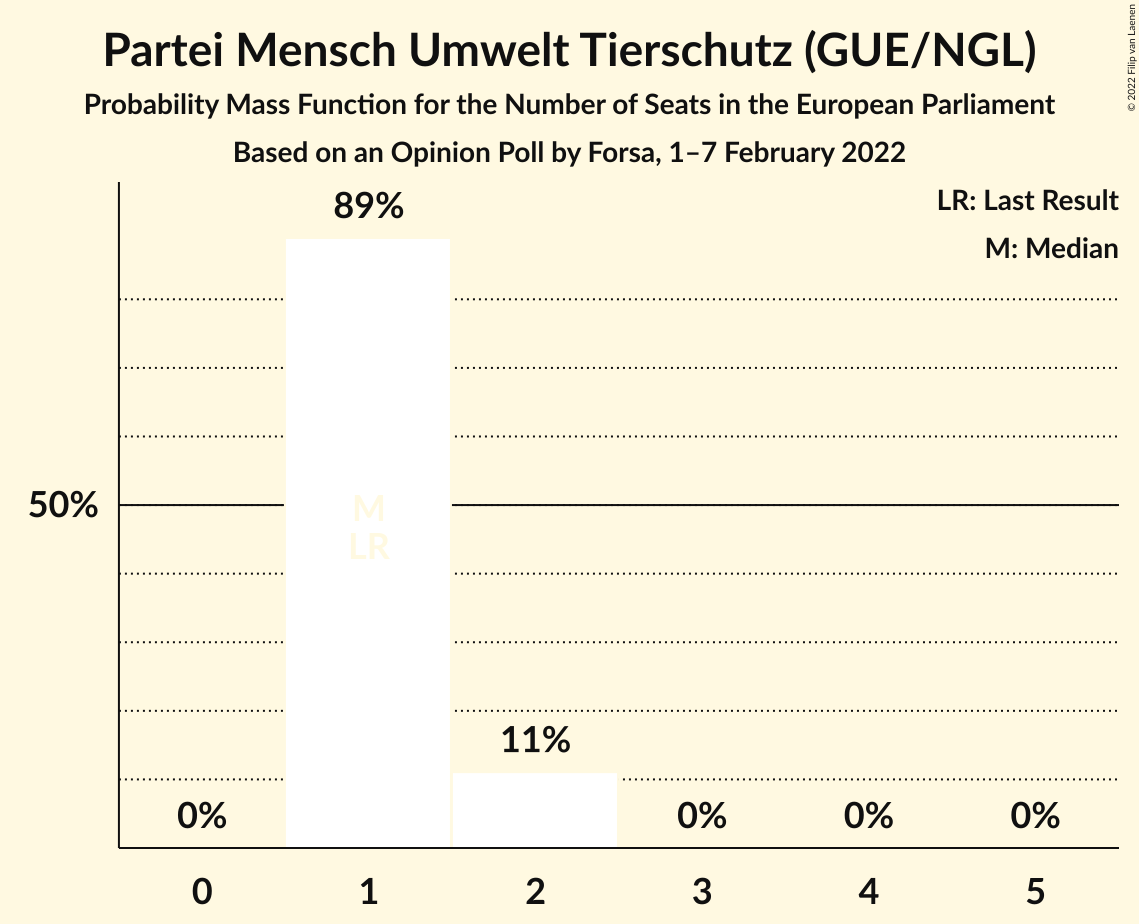 Partei Mensch Umwelt Tierschutz (GUE/NGL)
Probability Mass Function for the Number of Seats in the European Parliament
Based on an Opinion Poll by Forsa, 1–7 February 2022
© 2022 Filip van Laenen
LR: Last Result
M: Median
89%
50%
M
LR
11%
0%
0%
0%
0%
0
1
2
3
4
5